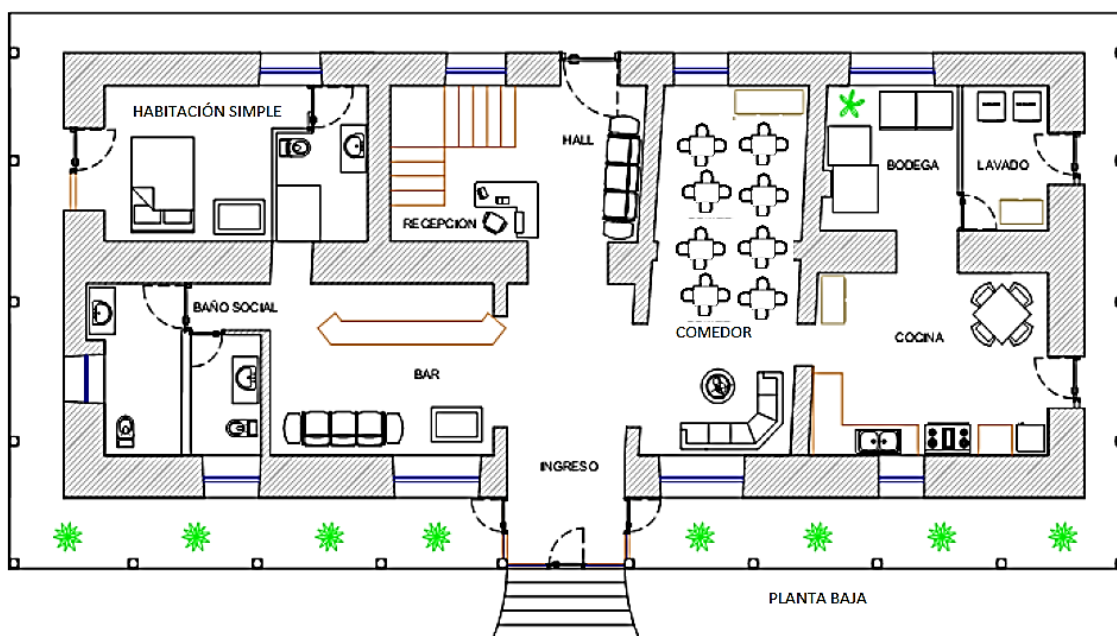 HABITACIÓN SIMPLE
HALL
BODEGA
LAVADO
RECEPCION
BAÑO SOCIAL
COMEDOR
COCINA
BAR
INGRESO
PLANTA BAJA